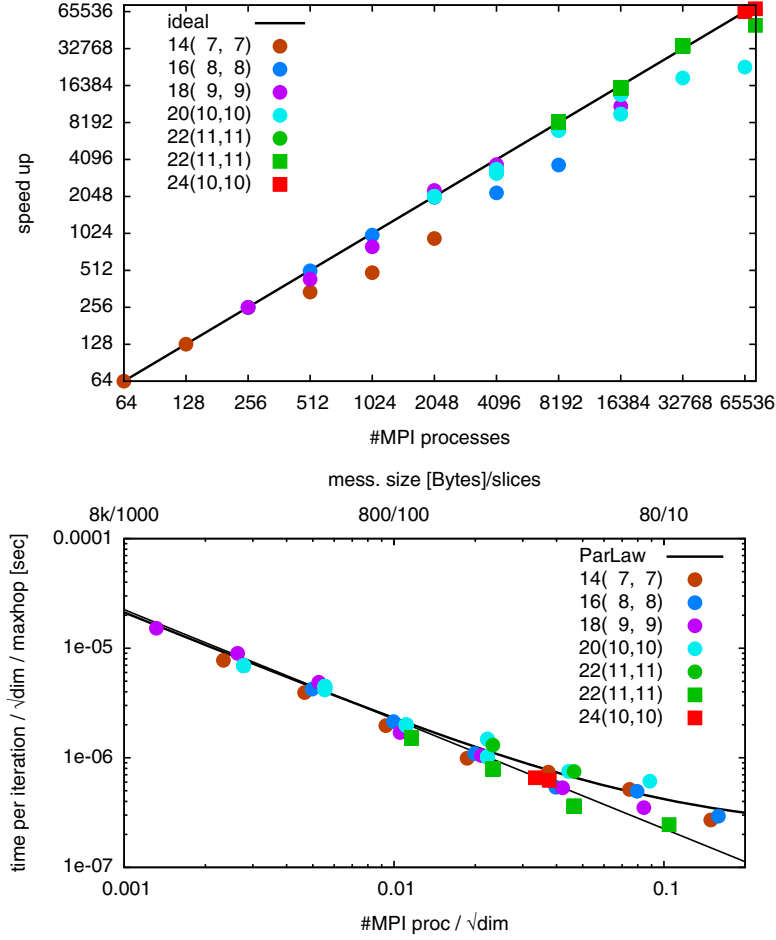 65536
32768
16384
8192
4096
2048
1024
512
256
128
64
speed up
ideal
14( 7, 7)
16( 8, 8)
18( 9, 9)
20(10,10)
22(11,11)
22(11,11)
24(10,10)
64 128 256 512 1024 2048 4096 8192 16384 32768 65536
#MPI processes
mess. size [Bytes]/slices
8k/1000 800/100 80/10
0.0001
1e-05
1e-06
1e-07
time per iteration / √dim / maxhop [sec]
ParLaw
14( 7, 7)
16( 8, 8)
18( 9, 9)
20(10,10)
22(11,11)
22(11,11)
24(10,10)
0.001 0.01 0.1
#MPI proc / √dim